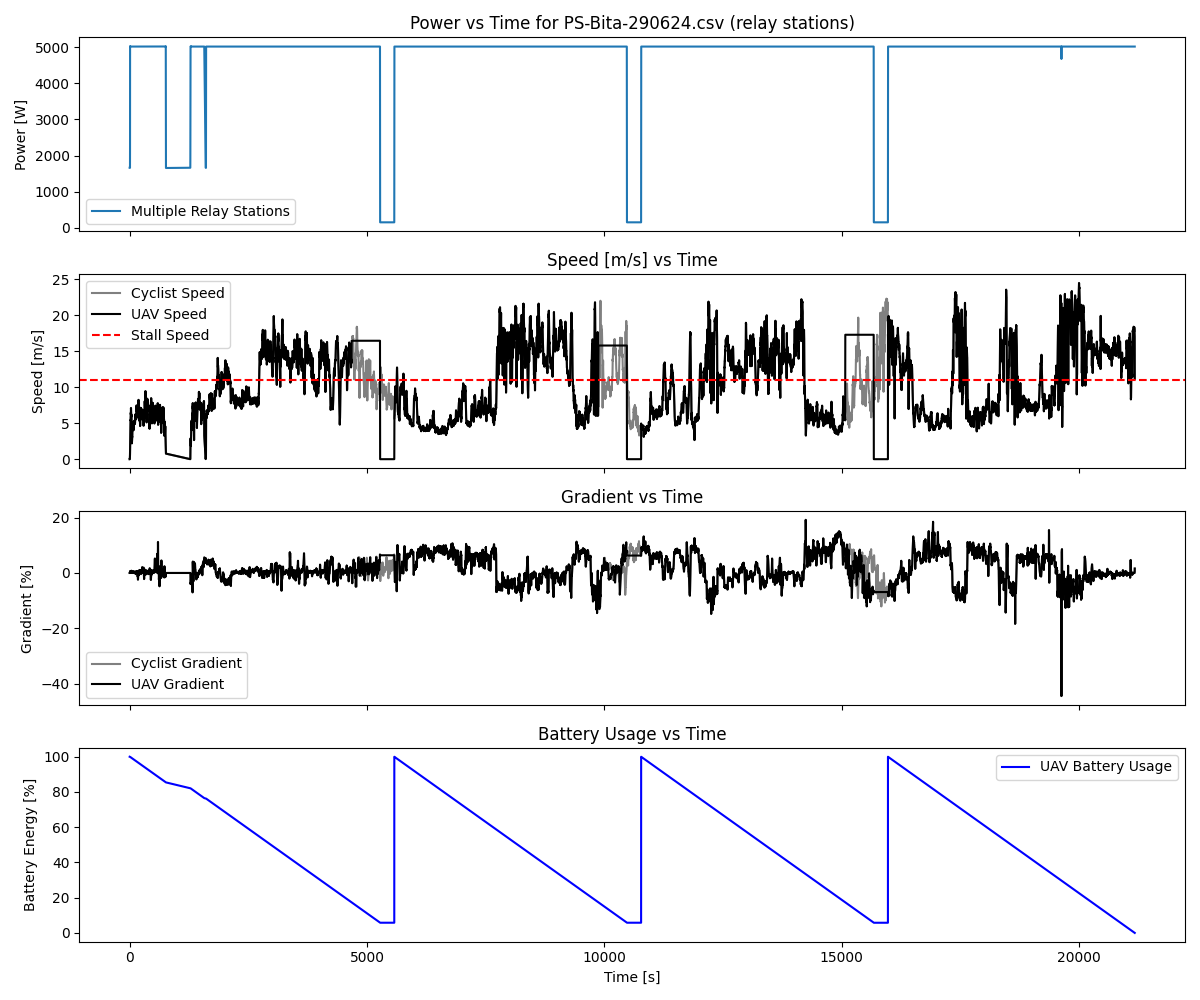 Power vs Time for PS-Bita-290624.csv (relay stations)
5000
4000
3000
2000
1000
0
Power [W]
Multiple Relay Stations
Speed [m/s] vs Time
25
20
15
10
5
0
Speed [m/s]
Cyclist Speed
UAV Speed
Stall Speed
Gradient vs Time
20
0
−20
−40
Gradient [%]
Cyclist Gradient
UAV Gradient
Battery Usage vs Time
100
80
60
40
20
0
Battery Energy [%]
UAV Battery Usage
0 5000 10000 15000 20000
Time [s]